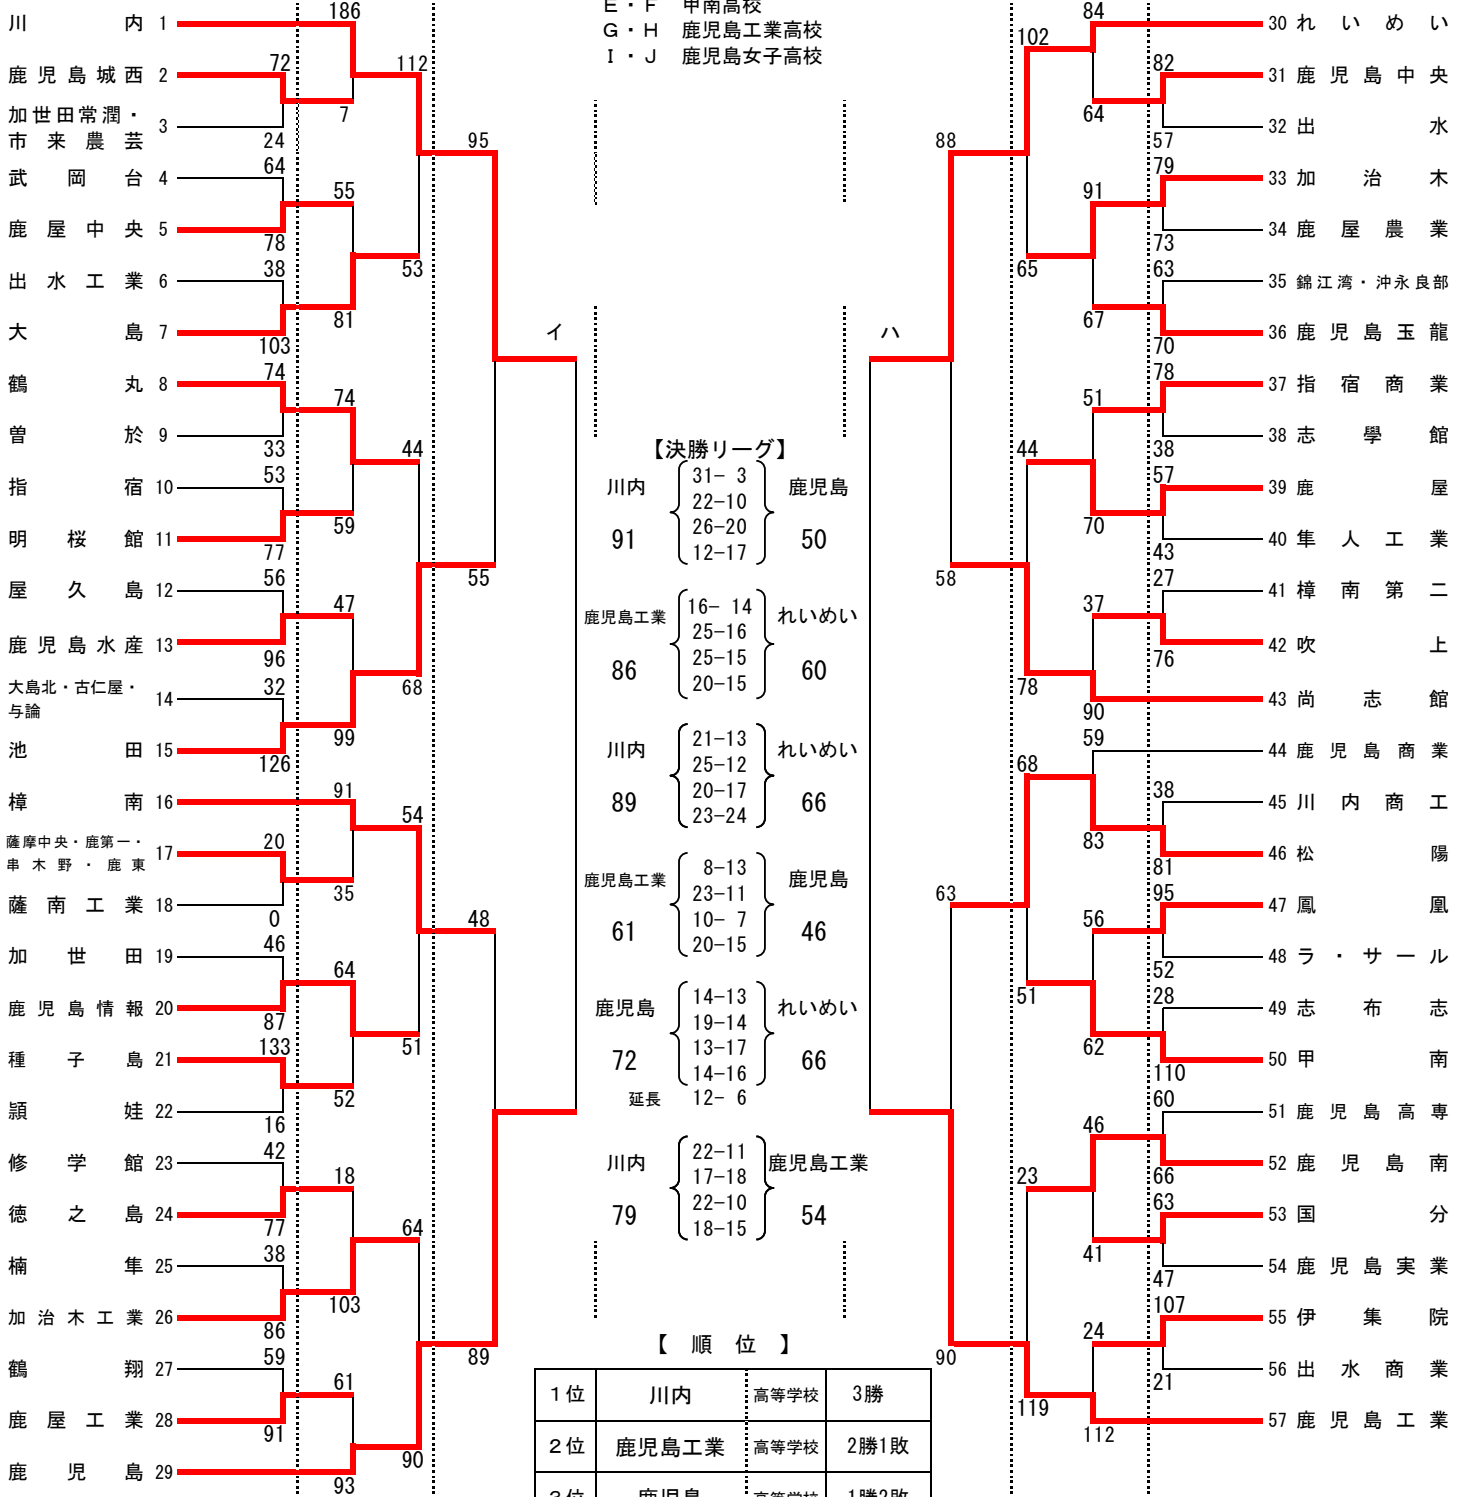 E・F 甲南高校
G・H 鹿児島工業高校
I・J 鹿児島女子高校
川内 1
186
鹿児島城西 2
72
112
加世田常潤・
市来農芸 3
7
24
95
武岡台 4
64
55
鹿屋中央 5
78
出水工業 6
38
53
81
大島 7
103
イ
鶴丸 8
74
74
曽於 9
33
44
指宿 10
53
59
明桜館 11
77
55
屋久島 12
56
47
鹿児島水産 13
96
大島北・古仁屋・
与論 14
32
68
99
池田 15
126
樟南 16
91
54
薩摩中央・鹿第一・
串木野・鹿東 17
20
35
薩南工業 18
0
48
加世田 19
46
64
鹿児島情報 20
87
種子島 21
133
51
52
頴娃 22
16
修学館 23
42
18
徳之島 24
77
64
楠隼 25
38
103
加治木工業 26
86
89
鶴翔 27
59
61
鹿屋工業 28
91
90
鹿児島 29
93
【決勝リーグ】
川内 31- 3 鹿児島
22-10
91 26-20 50
12-17
鹿児島工業 16- 14 れいめい
25-16
86 25-15 60
20-15
川内 21-13 れいめい
25-12
89 20-17 66
23-24
鹿児島工業 8-13 鹿児島
23-11
61 10- 7 46
20-15
鹿児島 14-13 れいめい
19-14
72 13-17 66
14-16
延長 12- 6
川内 22-11 鹿児島工業
17-18
79 22-10 54
18-15
【 順 位 】
1位 川内 高等学校 3勝
2位 鹿児島工業 高等学校 2勝1敗
3位 鹿児島 高等学校 1勝2敗
84
30 れいめい
102
82
31 鹿児島中央
64
32 出水
57
88
79
33 加治木
91
34 鹿屋農業
73
65
63
35 錦江湾・沖永良部
67
36 鹿児島玉龍
70
ハ
78
37 指宿商業
51
38 志學館
38
44
57
39 鹿屋
70
40 隼人工業
43
58
27
41 樟南第二
37
42 吹上
76
78
43 尚志館
90
59
44 鹿児島商業
68
38
45 川内商工
83
46 松陽
81
63
95
47 鳳凰
56
48 ラ・サール
52
51
28
49 志布志
62
50 甲南
110
60
51 鹿児島高専
46
52 鹿児島南
66
23
63
53 国分
41
54 鹿児島実業
47
107
55 伊集院
24
90
56 出水商業
21
119
57 鹿児島工業
112